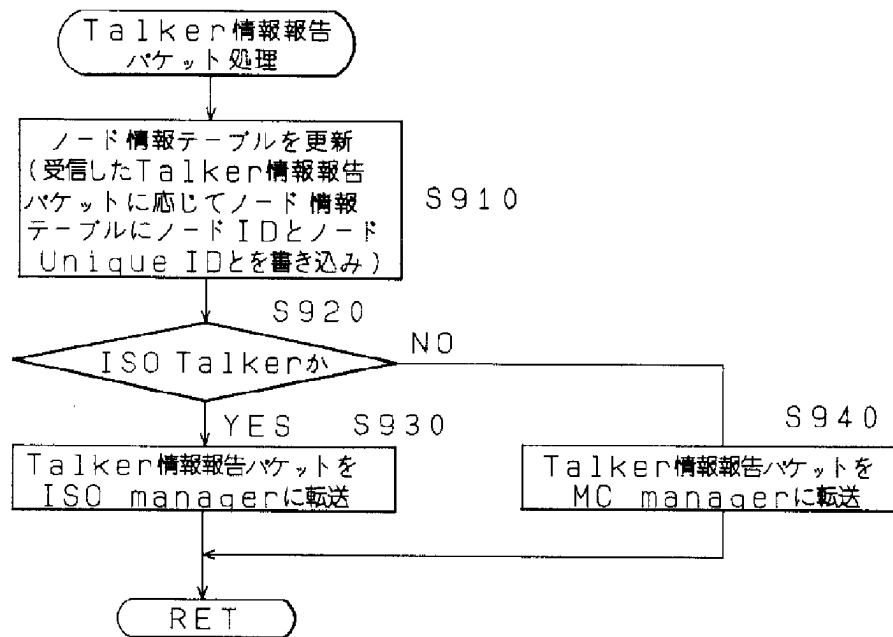 Talker情報報告
パケット処理
ノード情報テーブルを更新
(受信したTalker情報報告
パケットに応じてノード情報
テーブルにノードIDとノード
Unique IDとを書き込み)
S910
S920
ISO Talkerか
NO
YES
S930
S940
Talker情報報告パケットを
ISO managerに転送
Talker情報報告パケットを
MC managerに転送
RET